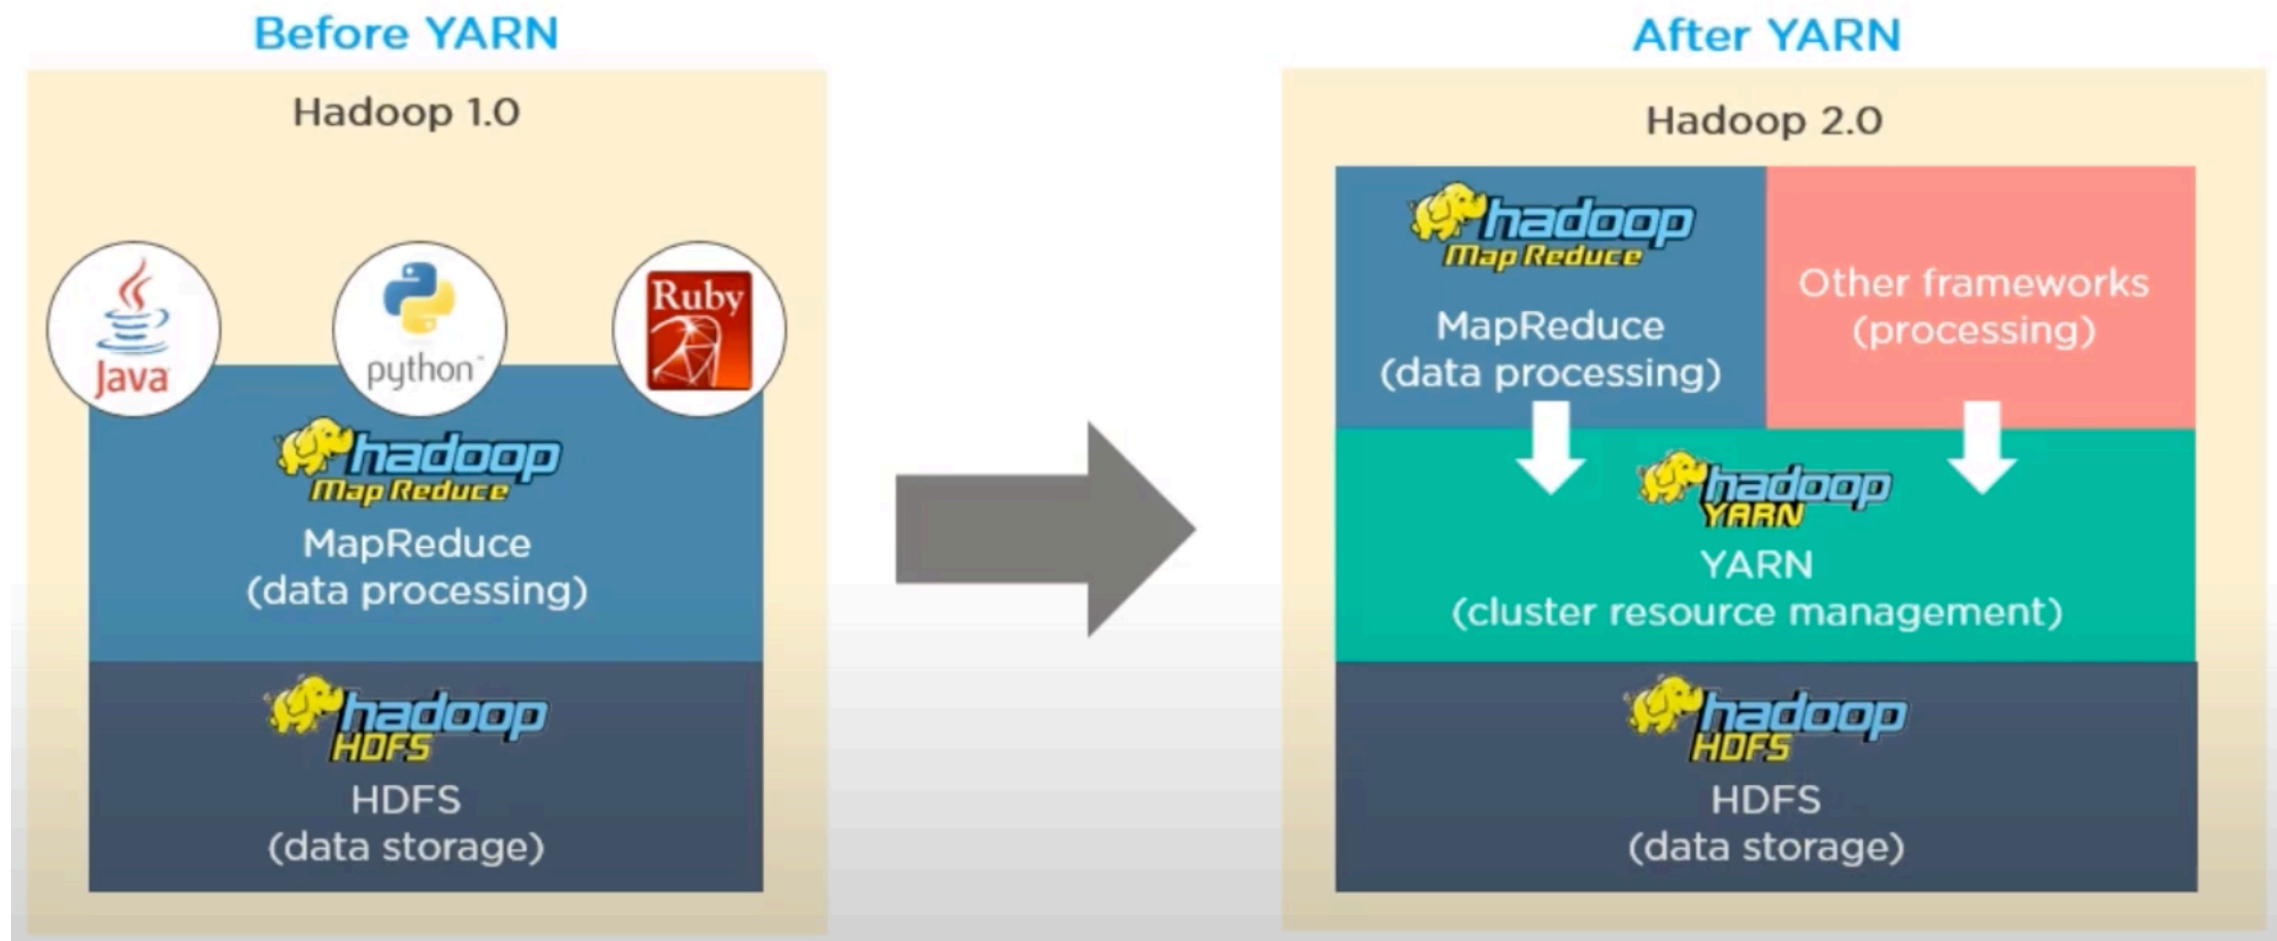 Before YARN
Hadoop 1.0
Java
python™
Ruby
hadoop
Map Reduce
MapReduce
(data processing)
hadoop
HDFS
HDFS
(data storage)
After YARN
Hadoop 2.0
hadoop
Map Reduce
MapReduce
(data processing)
Other frameworks
(processing)
hadoop
YARN
YARN
(cluster resource management)
hadoop
HDFS
HDFS
(data storage)